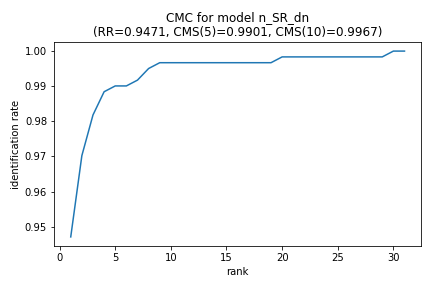 CMC for model n_SR_dn
(RR=0.9471, CMS(5)=0.9901, CMS(10)=0.9967)
1.00
0.99
0.98
0.97
0.96
0.95
identification rate
0 5 10 15 20 25 30
rank